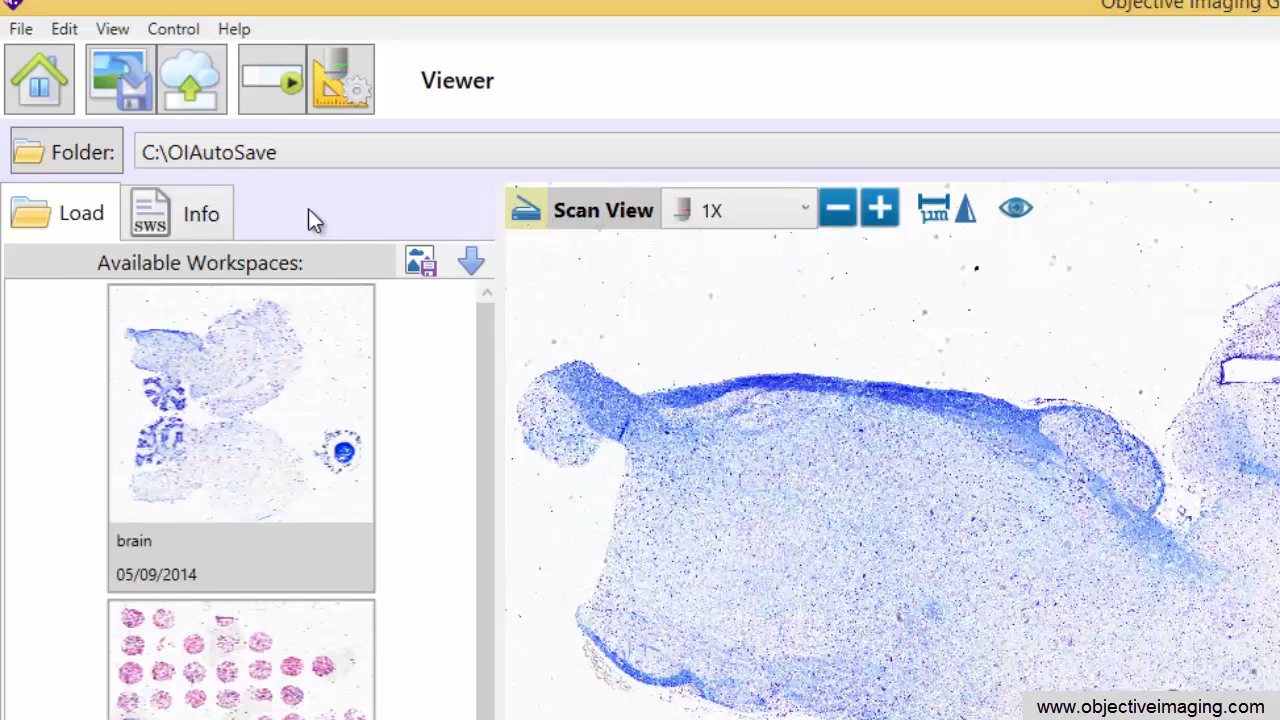 Objective Imaging G
File Edit View Control Help
Viewer
Folder: C:\OIAutoSave
Load
SWS
Info
Scan View 1X
µm
Available Workspaces:
brain
05/09/2014
www.objectiveimaging.com